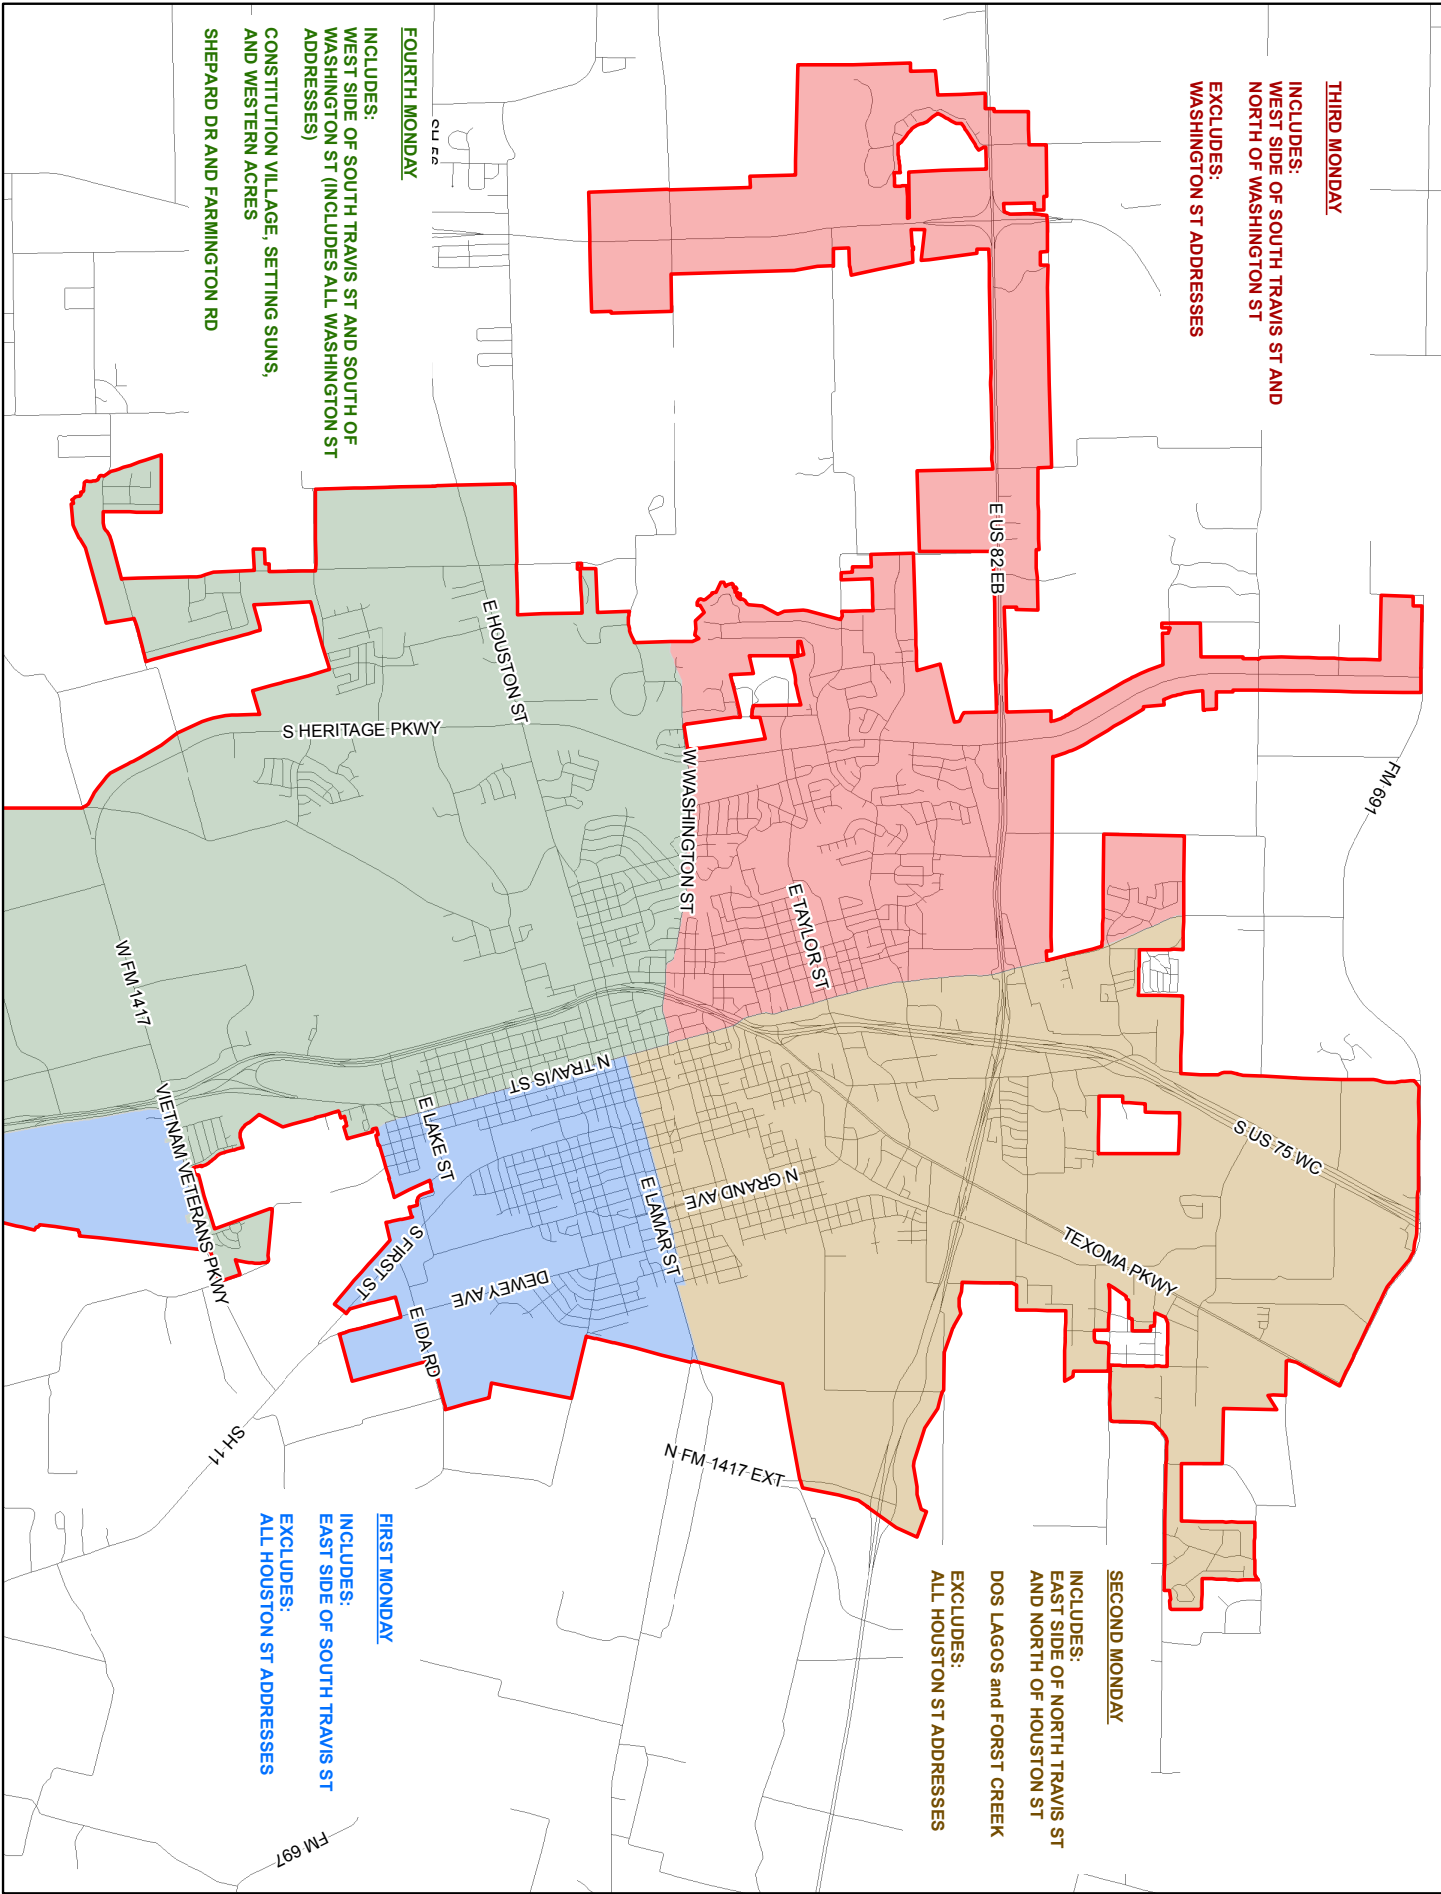 THIRD MONDAY
INCLUDES:
WEST SIDE OF SOUTH TRAVIS ST AND
NORTH OF WASHINGTON ST
EXCLUDES:
WASHINGTON ST ADDRESSES
FOURTH MONDAY
INCLUDES:
WEST SIDE OF SOUTH TRAVIS ST AND SOUTH OF
WASHINGTON ST (INCLUDES ALL WASHINGTON ST
ADDRESSES)
CONSTITUTION VILLAGE, SETTING SUNS,
AND WESTERN ACRES
SHEPARD DR AND FARMINGTON RD
SECOND MONDAY
INCLUDES:
EAST SIDE OF NORTH TRAVIS ST
AND NORTH OF HOUSTON ST
DOS LAGOS and FORST CREEK
EXCLUDES:
ALL HOUSTON ST ADDRESSES
FIRST MONDAY
INCLUDES:
EAST SIDE OF SOUTH TRAVIS ST
EXCLUDES:
ALL HOUSTON ST ADDRESSES
FM 691
E US 82 EB
S US 75 WC
TEXOMA PKWY
E TAYLOR ST
N GRAND AVE
W WASHINGTON ST
E LAMAR ST
N FM 1417 EXT
E HOUSTON ST
N TRAVIS ST
DEWEY AVE
S HERITAGE PKWY
E LAKE ST
S FIRST ST
E IDA RD
W FM 1417
VIETNAM VETERANS PKWY
SH 11
FM 697